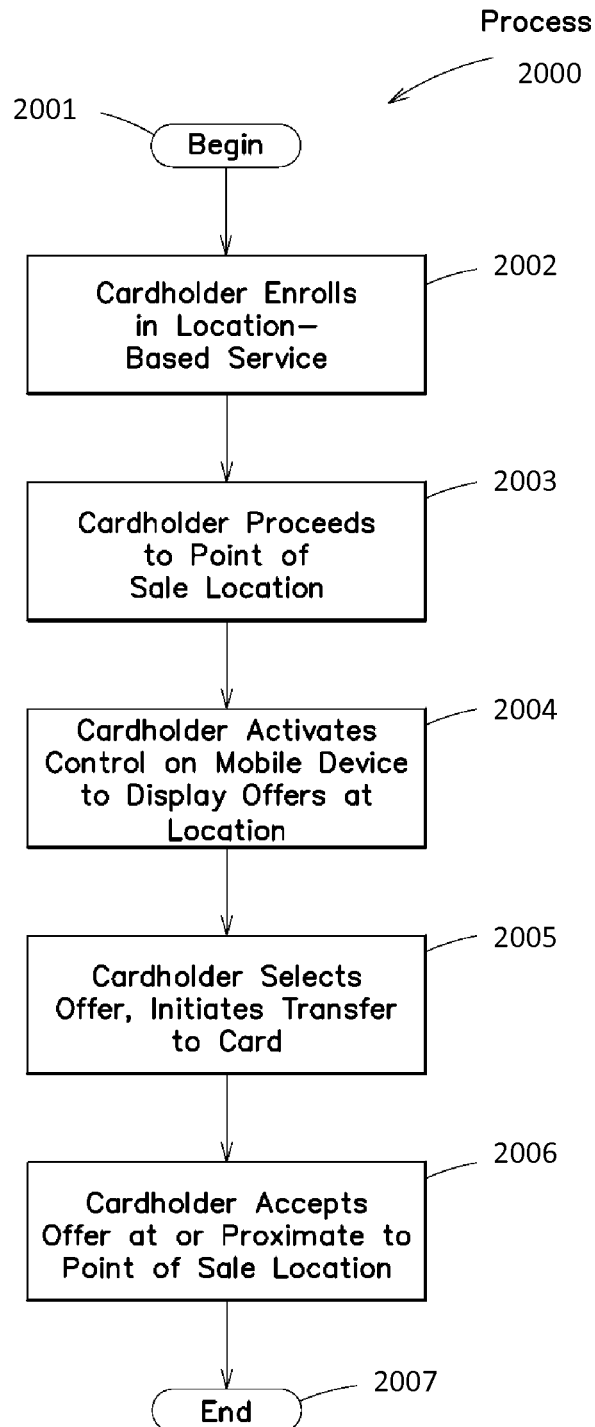 Process
2000
2001
Begin
2002
Cardholder Enrolls
in Location–
Based Service
2003
Cardholder Proceeds
to Point of
Sale Location
2004
Cardholder Activates
Control on Mobile Device
to Display Offers at
Location
2005
Cardholder Selects
Offer, Initiates Transfer
to Card
2006
Cardholder Accepts
Offer at or Proximate to
Point of Sale Location
2007
End